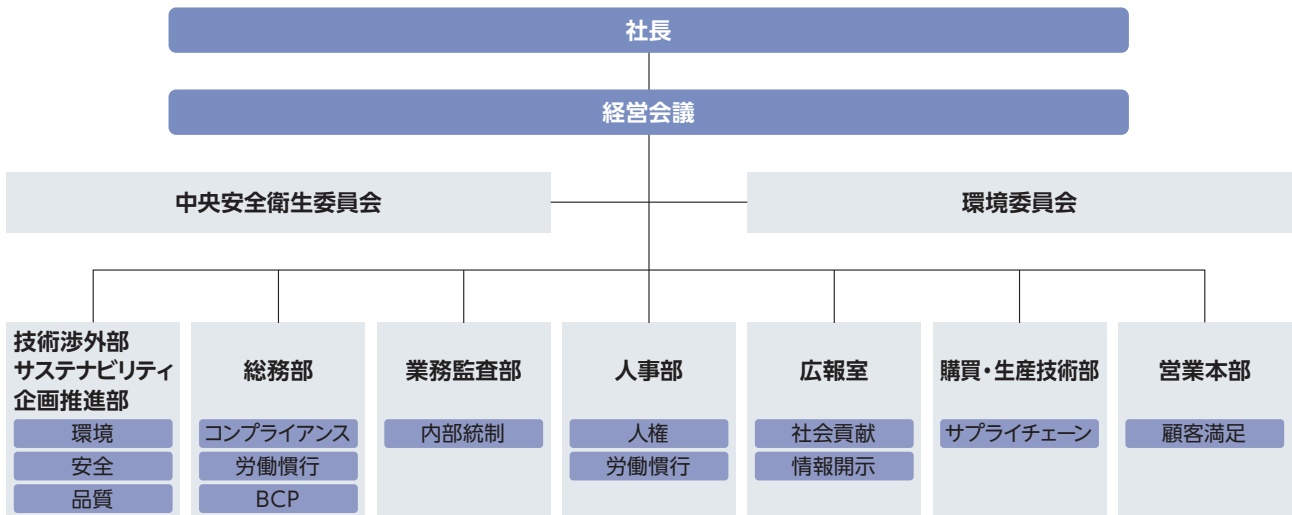 社長
経営会議
中央安全衛生委員会
環境委員会
技術渉外部
サステナビリティ
企画推進部
環境
安全
品質
総務部
コンプライアンス
労働慣行
BCP
業務監査部
内部統制
人事部
人権
労働慣行
広報室
社会貢献
情報開示
購買・生産技術部
サプライチェーン
営業本部
顧客満足